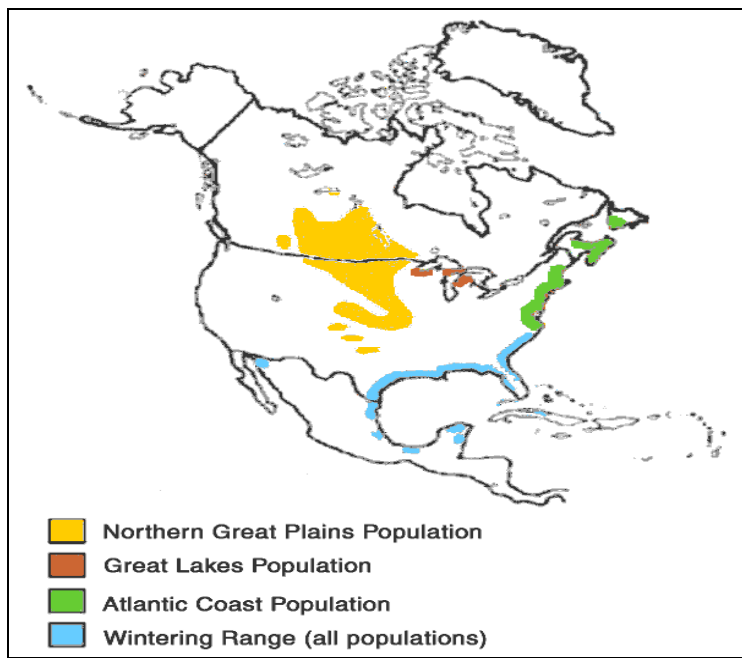 Northern Great Plains Population
Great Lakes Population
Atlantic Coast Population
Wintering Range (all populations)